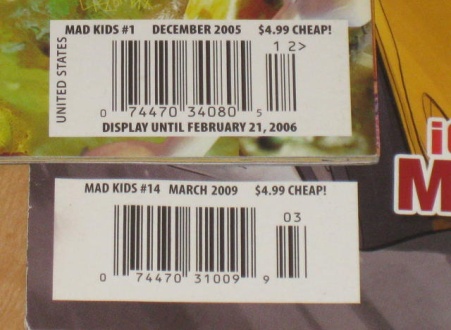 MAD KIDS #1 DECEMBER 2005 $4.99 CHEAP!
UNITED STATES
1 2>
0 74470 34080 5
DISPLAY UNTIL FEBRUARY 21, 2006
MAD KIDS #14 MARCH 2009 $4.99 CHEAP!
03
0 74470 31009 9
M